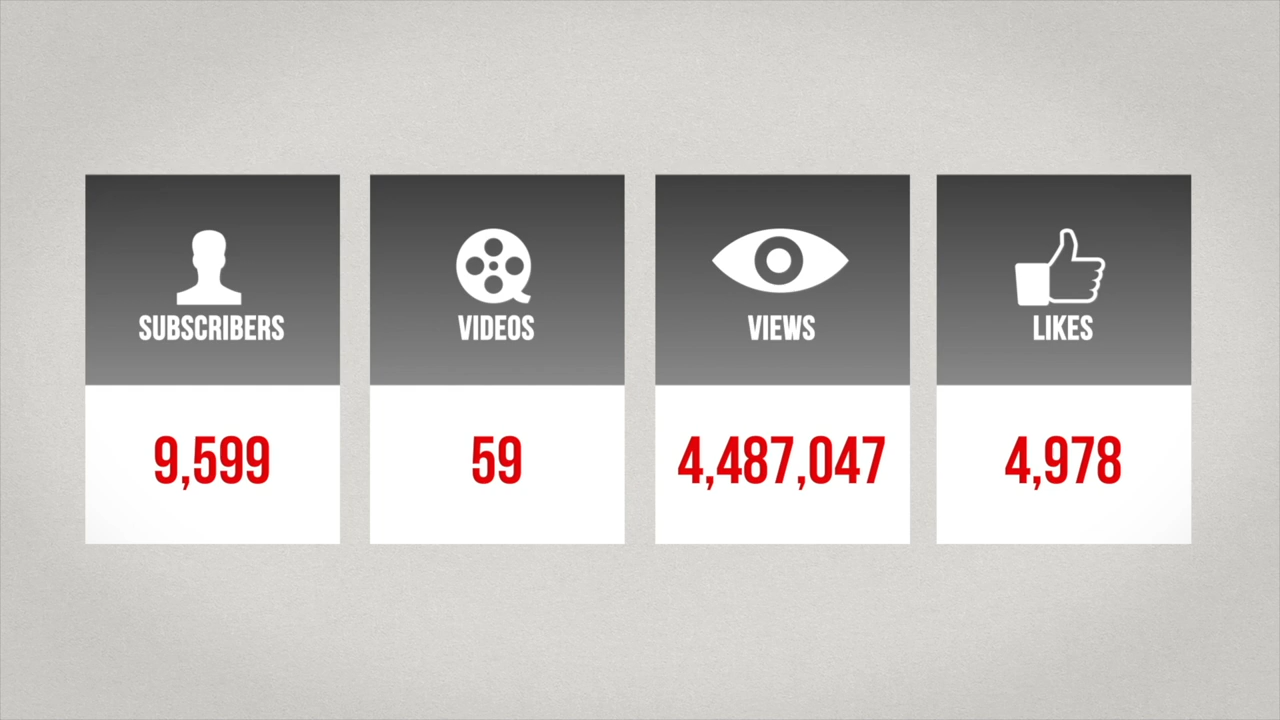 SUBSCRIBERS
9,599
VIDEOS
59
VIEWS
4,487,047
LIKES
4,978